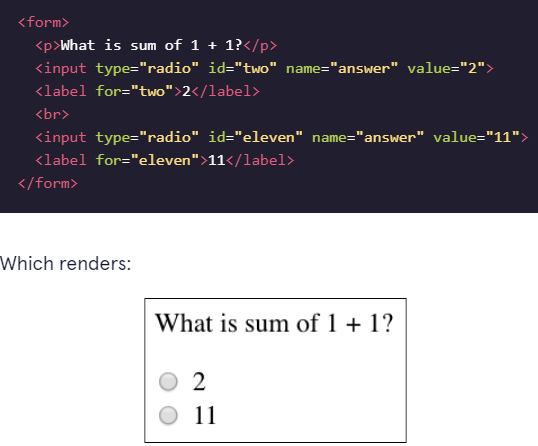 <form>
<p>What is sum of 1 + 1?</p>
<input type="radio" id="two" name="answer" value="2">
<label for="two">2</label>
<br>
<input type="radio" id="eleven" name="answer" value="11">
<label for="eleven">11</label>
</form>
Which renders:
What is sum of 1 + 1?
2
11